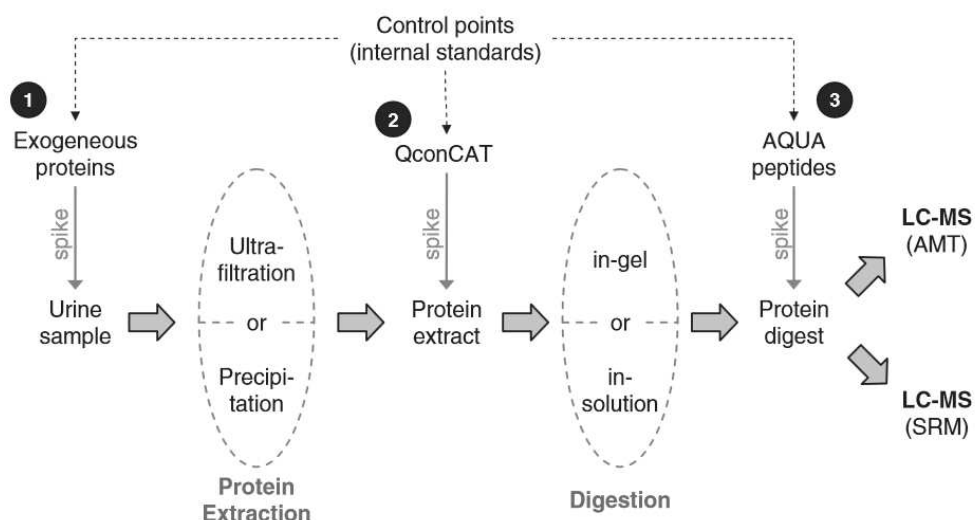 Control points
(internal standards)
1
2
3
Exogeneous
proteins
QconCAT
AQUA
peptides
spike
spike
spike
LC-MS
(AMT)
Ultra-
filtration
in-gel
Urine
sample
or
Protein
extract
or
Protein
digest
Precipi-
tation
in-
solution
LC-MS
(SRM)
Protein
Extraction
Digestion